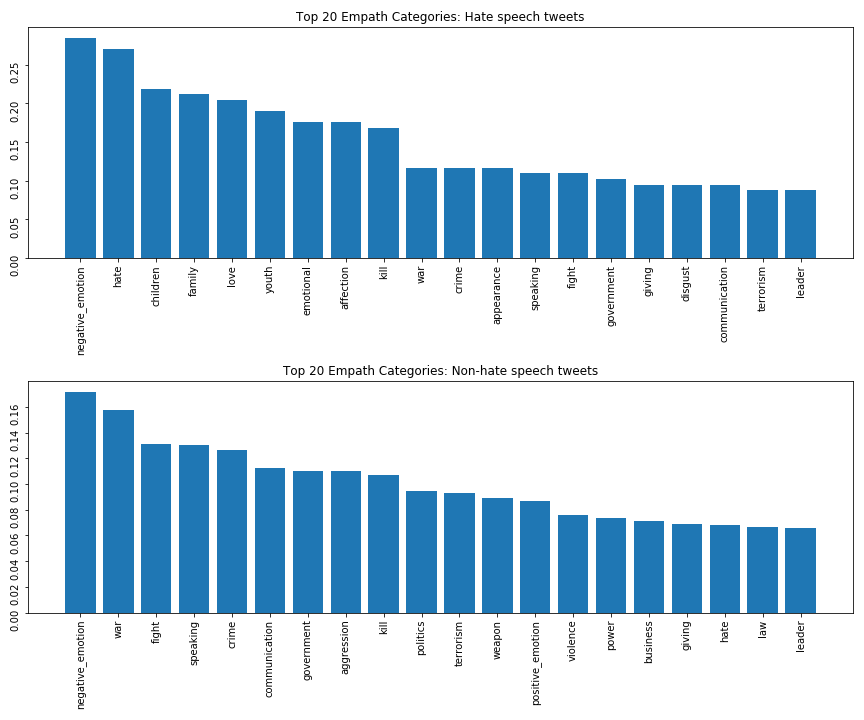 Top 20 Empath Categories: Hate speech tweets
0.25
0.20
0.15
0.10
0.05
0.00
negative_emotion
hate
children
family
love
youth
emotional
affection
kill
war
crime
appearance
speaking
fight
government
giving
disgust
communication
terrorism
leader
Top 20 Empath Categories: Non-hate speech tweets
0.16
0.14
0.12
0.10
0.08
0.06
0.04
0.02
0.00
negative_emotion
war
fight
speaking
crime
communication
government
aggression
kill
politics
terrorism
weapon
positive_emotion
violence
power
business
giving
hate
law
leader